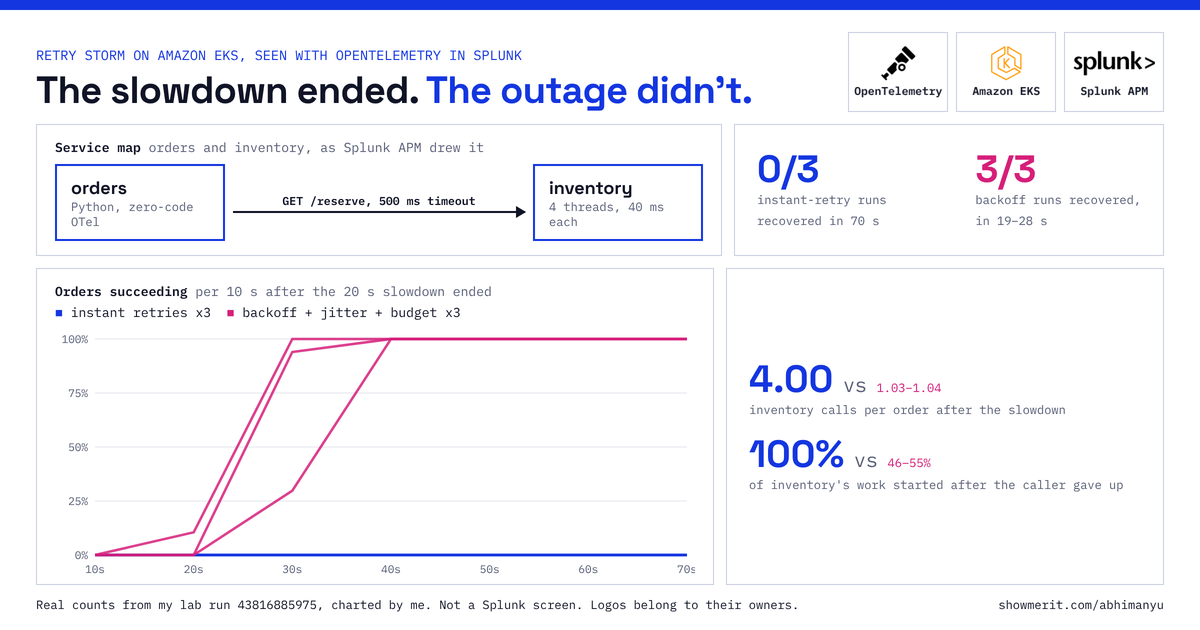 RETRY STORM ON AMAZON EKS, SEEN WITH OPENTELEMETRY IN SPLUNK
The slowdown ended. The outage didn't.
OpenTelemetry
K
Amazon EKS
splunk>
Splunk APM
Service map orders and inventory, as Splunk APM drew it
orders
Python, zero-code
OTel
GET /reserve, 500 ms timeout
inventory
4 threads, 40 ms
each
0/3
instant-retry runs
recovered in 70 s
3/3
backoff runs recovered,
in 19–28 s
Orders succeeding per 10 s after the 20 s slowdown ended
instant retries x3
backoff + jitter + budget x3
100%
75%
50%
25%
0%
10s
20s
30s
40s
50s
60s
70s
4.00 vs 1.03–1.04
inventory calls per order after the slowdown
100% vs 46–55%
of inventory's work started after the caller gave up
Real counts from my lab run 43816885975, charted by me. Not a Splunk screen. Logos belong to their owners.
showmerit.com/abhimanyu